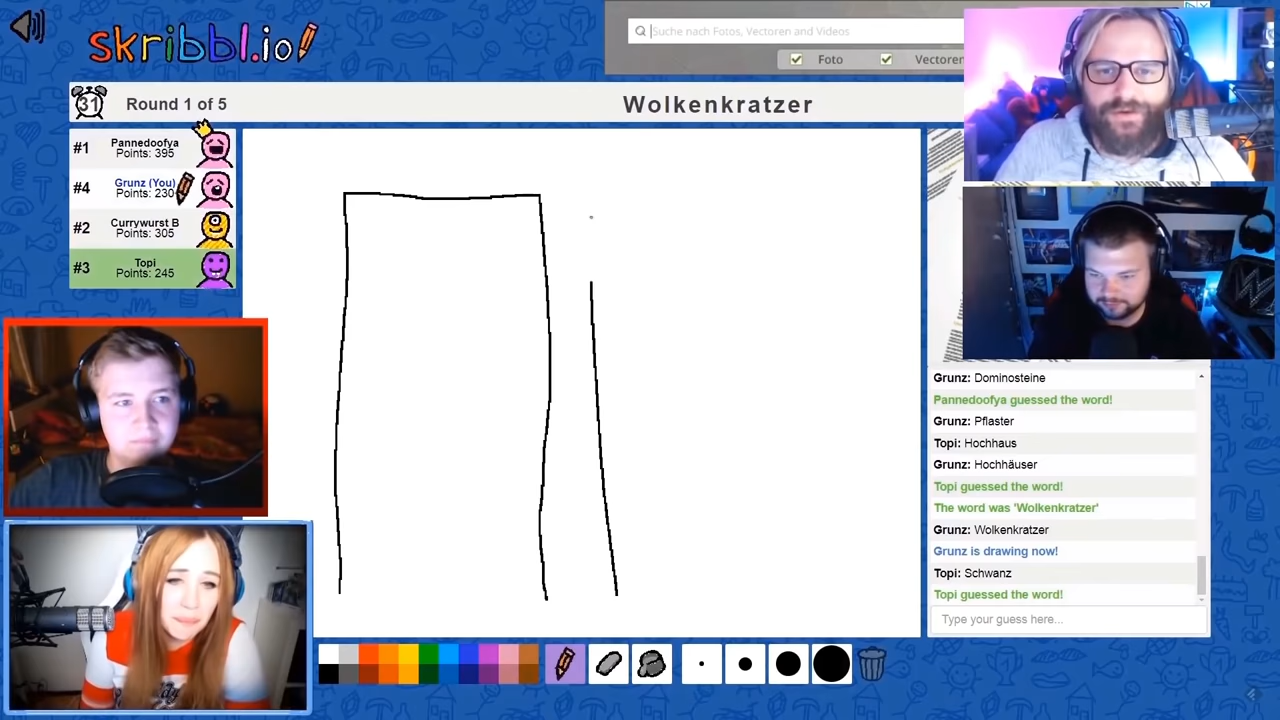 skribbl.io
Suche nach Fotos, Vectoren and Videos
Foto
Vectoren
31
Round 1 of 5
Wolkenkratzer
#1
Pannedoofya
Points: 395
#4
Grunz (You)
Points: 230
#2
Currywurst B
Points: 305
#3
Topi
Points: 245
Grunz: Dominosteine
Pannedoofya guessed the word!
Grunz: Pflaster
Topi: Hochhaus
Grunz: Hochhäuser
Topi guessed the word!
The word was 'Wolkenkratzer'
Grunz: Wolkenkratzer
Grunz is drawing now!
Topi: Schwanz
Topi guessed the word!
Type your guess here...